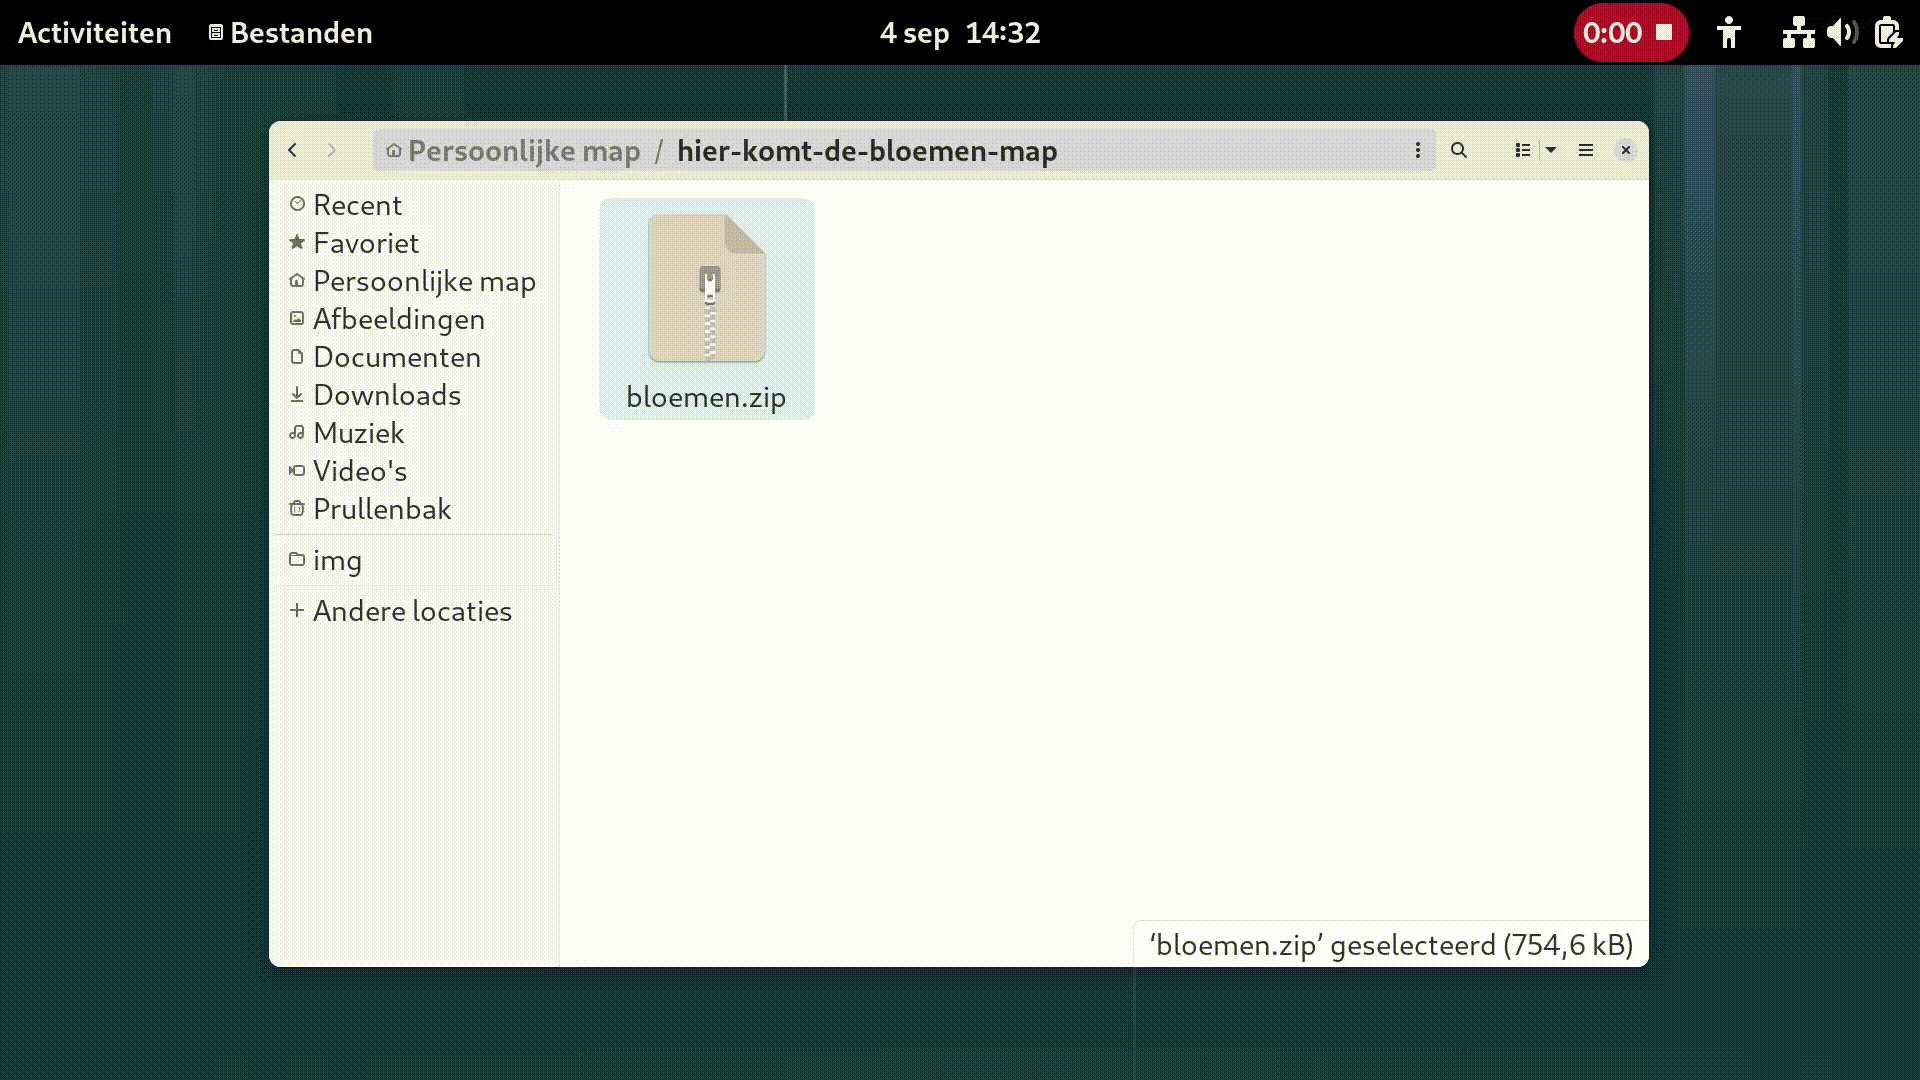 Activiteiten Bestanden 4 sep 14:32 0:00
Persoonlijke map / hier-komt-de-bloemen-map
Recent
Favoriet
Persoonlijke map
Afbeeldingen
Documenten
Downloads
Muziek
Video's
Prullenbak
img
Andere locaties
bloemen.zip
‘bloemen.zip’ geselecteerd (754,6 kB)